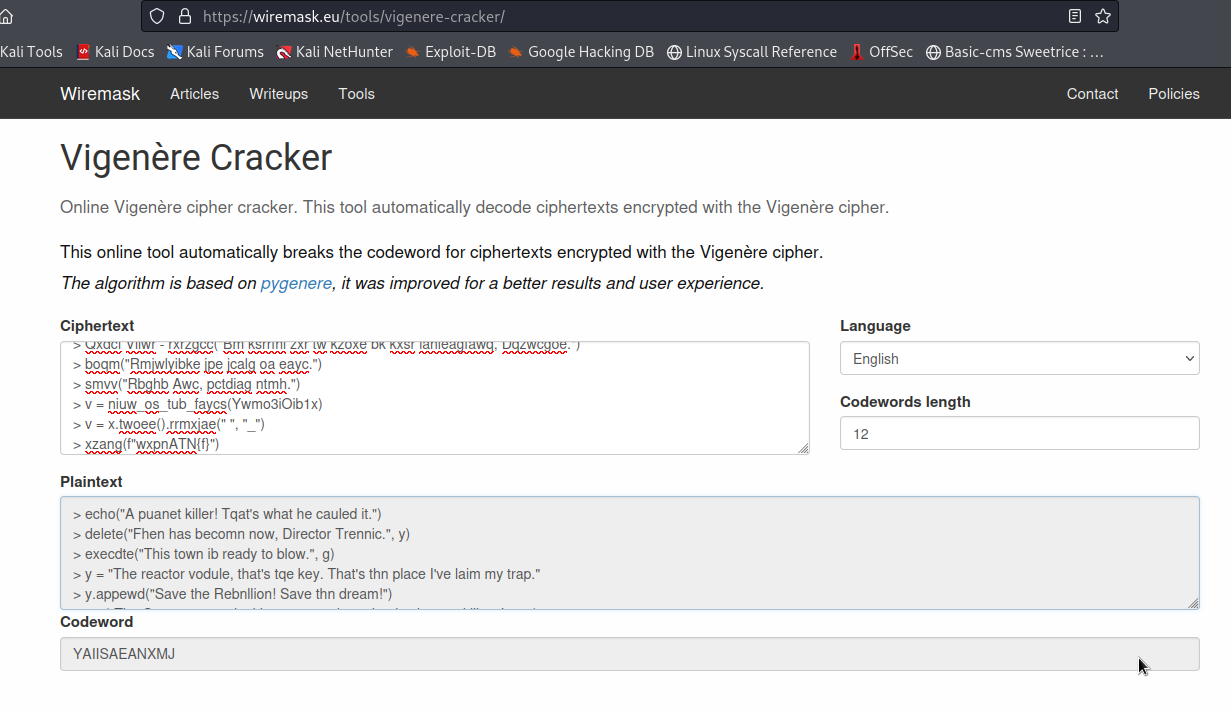 https://wiremask.eu/tools/vigenere-cracker/
Kali Tools Kali Docs Kali Forums Kali NetHunter Exploit-DB Google Hacking DB Linux Syscall Reference OffSec Basic-cms Sweetrice : …
Wiremask Articles Writeups Tools Contact Policies
Vigenère Cracker
Online Vigenère cipher cracker. This tool automatically decode ciphertexts encrypted with the Vigenère cipher.
This online tool automatically breaks the codeword for ciphertexts encrypted with the Vigenère cipher.
The algorithm is based on pygenere, it was improved for a better results and user experience.
Ciphertext
> boqm("Rmjwlyibke jpe jcalg oa eayc.")
> smvv("Rbghb Awc, pctdiag ntmh.")
> v = niuw_os_tub_faycs(Ywmo3iOib1x)
> v = x.twoee().rrmxjae(" ", "_")
> xzang(f"wxpnATN{f}")
Language
English
Codewords length
12
Plaintext
> echo("A puanet killer! Tqat's what he cauled it.")
> delete("Fhen has becomn now, Director Trennic.", y)
> execdte("This town ib ready to blow.", g)
> y = "The reactor vodule, that's tqe key. That's thn place I've laim my trap."
> y.appewd("Save the Rebnllion! Save thn dream!")
Codeword
YAIISAEANXMJ